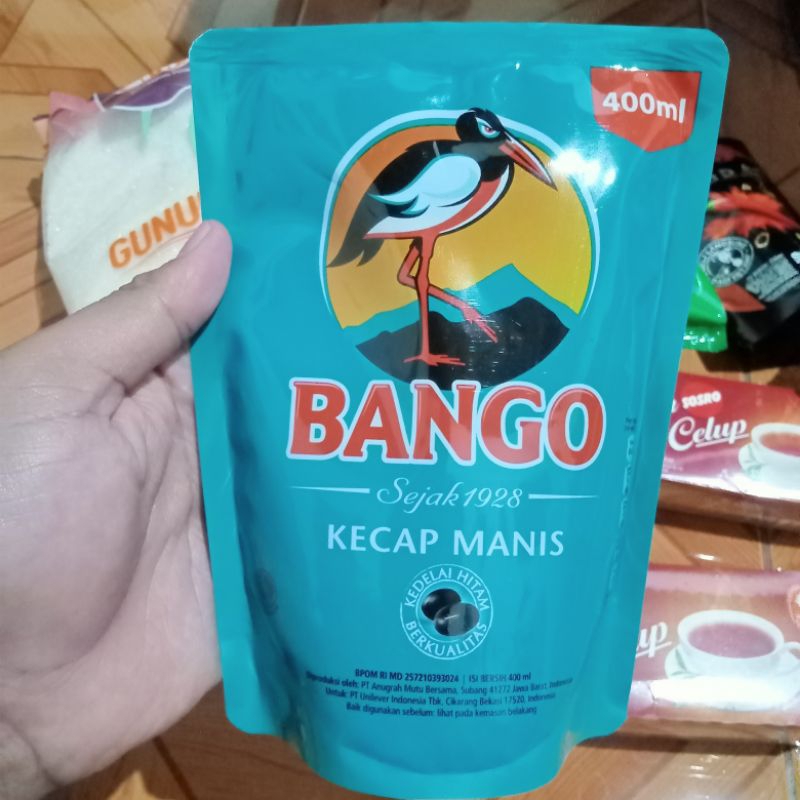 400ml
BANGO
Sejak 1928
KECAP MANIS
KEDELAI HITAM
BERKUALITAS
BPOM RI MD 257210393024 | ISI BERSIH 400 ml
Diproduksi oleh: PT Anugrah Mutu Bersama, Subang 41272 Jawa Barat, Indonesia
Untuk: PT Unilever Indonesia Tbk, Cikarang Bekasi 17520, Indonesia
Baik digunakan sebelum: lihat pada kemasan belakang
GUNU
SOSRO
Celup
up